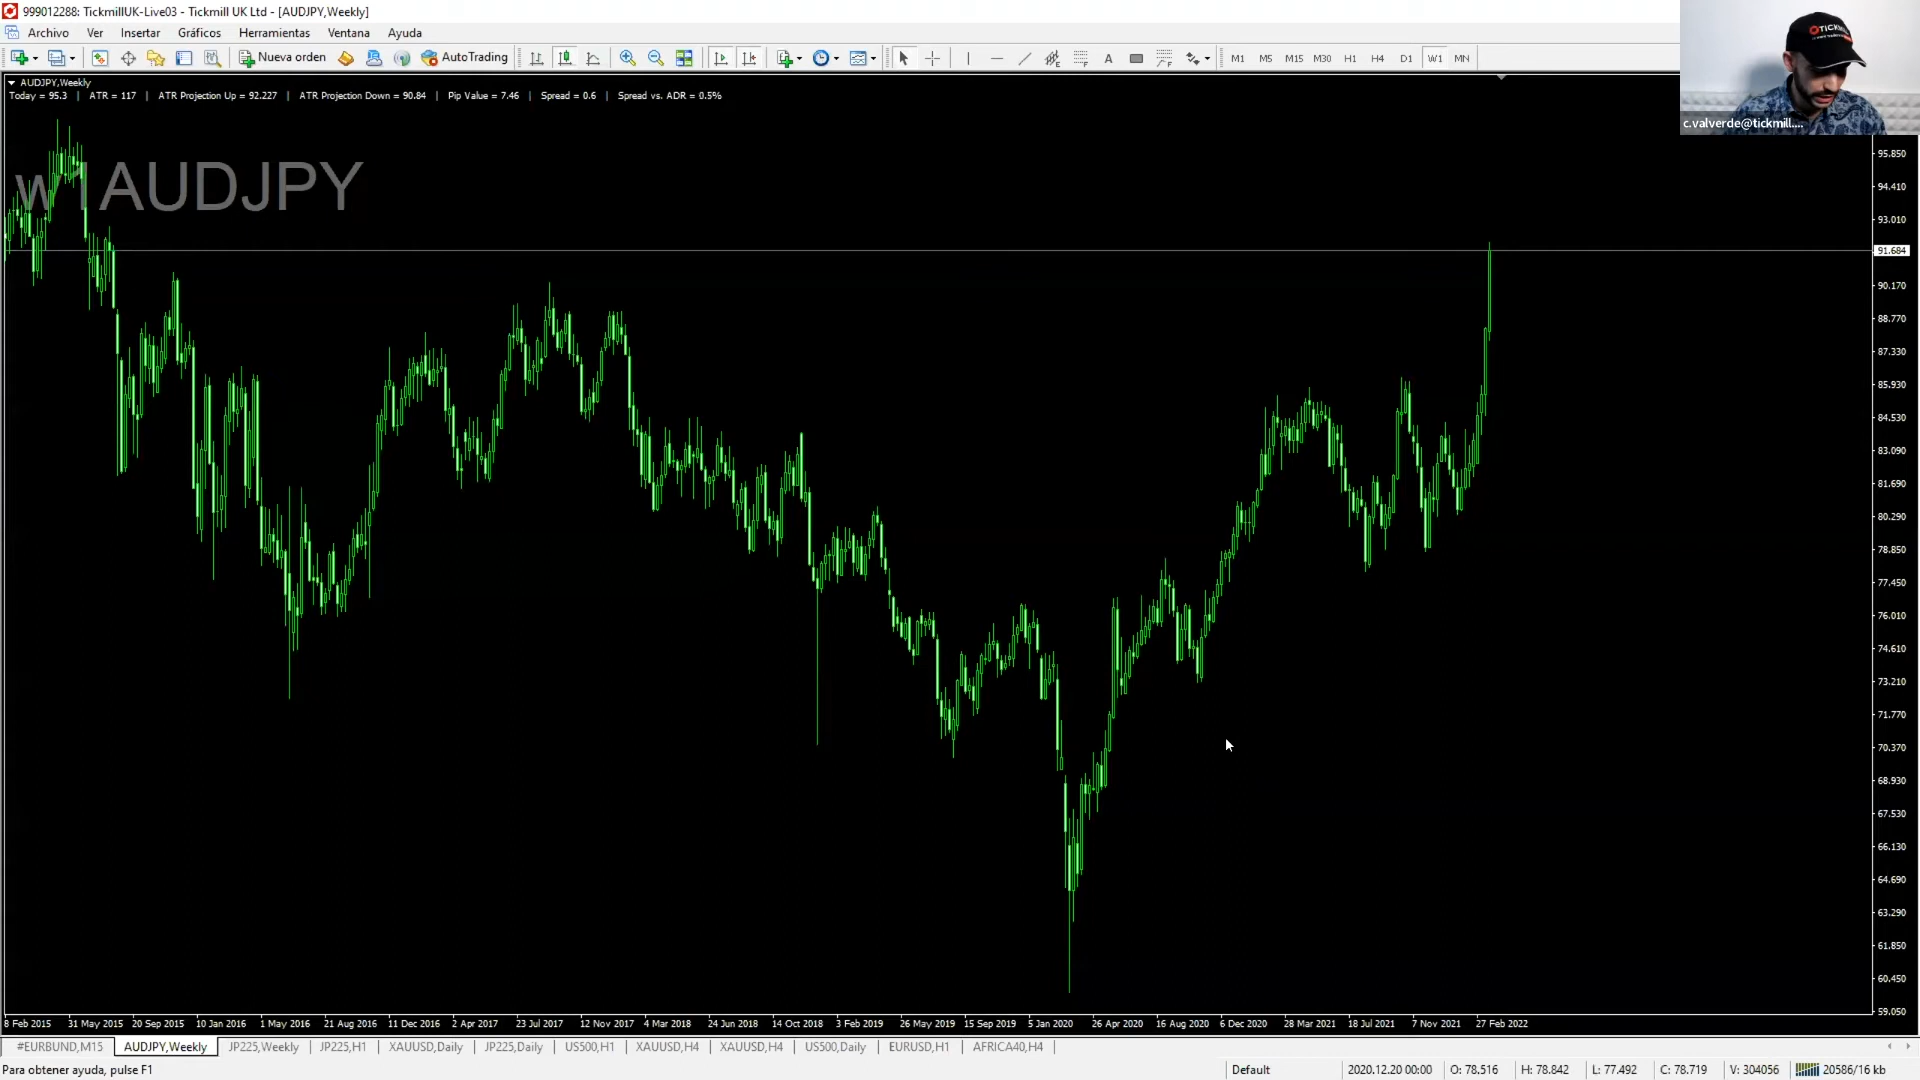 999012288: TickmillUK-Live03 - Tickmill UK Ltd - [AUDJPY,Weekly]
Archivo Ver Insertar Gráficos Herramientas Ventana Ayuda
Nueva orden AutoTrading A M1 M5 M15 M30 H1 H4 D1 W1 MN
AUDJPY,Weekly
Today = 95.3 | ATR = 117 | ATR Projection Up = 92.227 | ATR Projection Down = 90.84 | Pip Value = 7.46 | Spread = 0.6 | Spread vs. ADR = 0.5%
c.valverde@tickmill....
W1AUDJPY
95.850
94.410
93.010
91.684
90.170
88.770
87.330
85.930
84.530
83.090
81.690
80.290
78.850
77.450
76.010
74.610
73.210
71.770
70.370
68.930
67.530
66.130
64.690
63.290
61.850
60.450
59.050
8 Feb 2015 31 May 2015 20 Sep 2015 10 Jan 2016 1 May 2016 21 Aug 2016 11 Dec 2016 2 Apr 2017 23 Jul 2017 12 Nov 2017 4 Mar 2018 24 Jun 2018 14 Oct 2018 3 Feb 2019 26 May 2019 15 Sep 2019 5 Jan 2020 26 Apr 2020 16 Aug 2020 6 Dec 2020 28 Mar 2021 18 Jul 2021 7 Nov 2021 27 Feb 2022
#EURBUND,M15 AUDJPY,Weekly JP225,Weekly JP225,H1 XAUUSD,Daily JP225,Daily US500,H1 XAUUSD,H4 XAUUSD,H4 US500,Daily EURUSD,H1 AFRICA40,H4
Para obtener ayuda, pulse F1 Default 2020.12.20 00:00 O: 78.516 H: 78.842 L: 77.492 C: 78.719 V: 304056 20586/16 kb